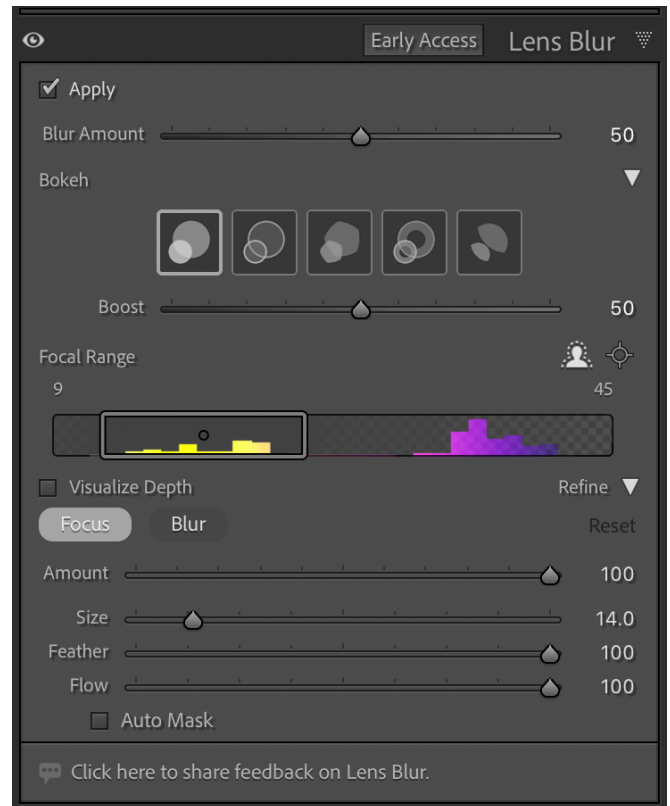 Early Access Lens Blur
Apply
Blur Amount 50
Bokeh
Boost 50
Focal Range
9 45
Visualize Depth Refine
Focus Blur Reset
Amount 100
Size 14.0
Feather 100
Flow 100
Auto Mask
Click here to share feedback on Lens Blur.